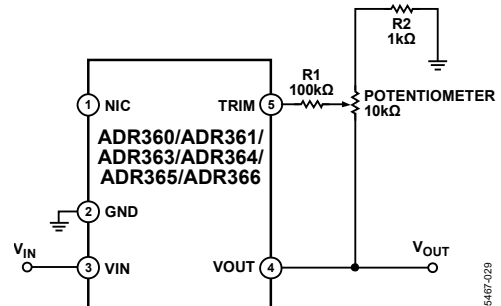 R2
1kΩ
R1
100kΩ
POTENTIOMETER
10kΩ
1 NIC
TRIM 5
ADR360/ADR361/
ADR363/ADR364/
ADR365/ADR366
2 GND
VIN
3 VIN
VOUT 4
VOUT
5467-029